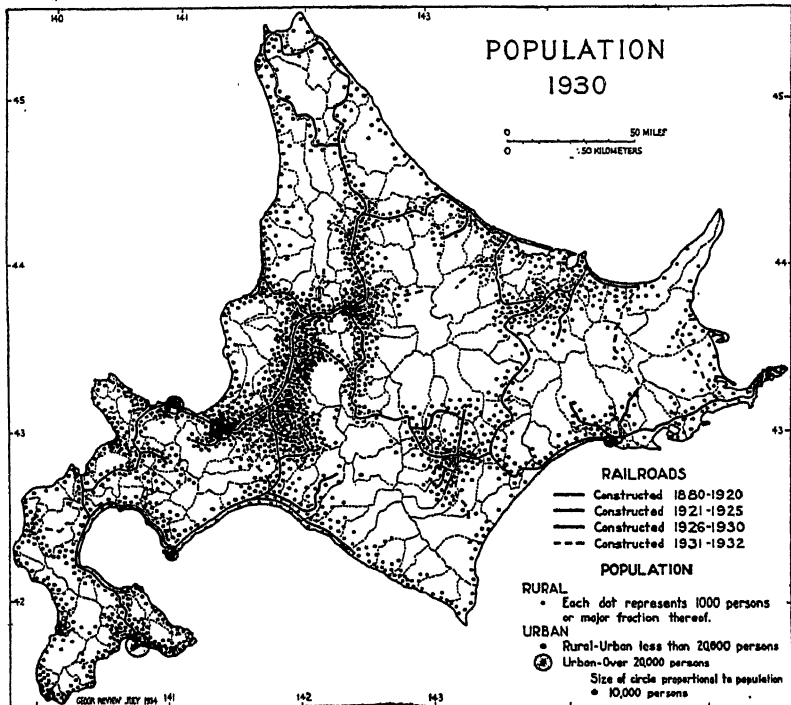 140 141 143
POPULATION
1930
45 45
0 50 MILES
0 50 KILOMETERS
44 44
43 43
RAILROADS
Constructed 1880-1920
Constructed 1921-1925
Constructed 1926-1930
Constructed 1931-1932
POPULATION
RURAL
Each dot represents 1000 persons
or major fraction thereof.
42 42
URBAN
Rural-Urban less than 20,000 persons
Urban-Over 20,000 persons
Size of circle proportional to population
10,000 persons
GEOGR REVIEW JULY 1934 141 142 143